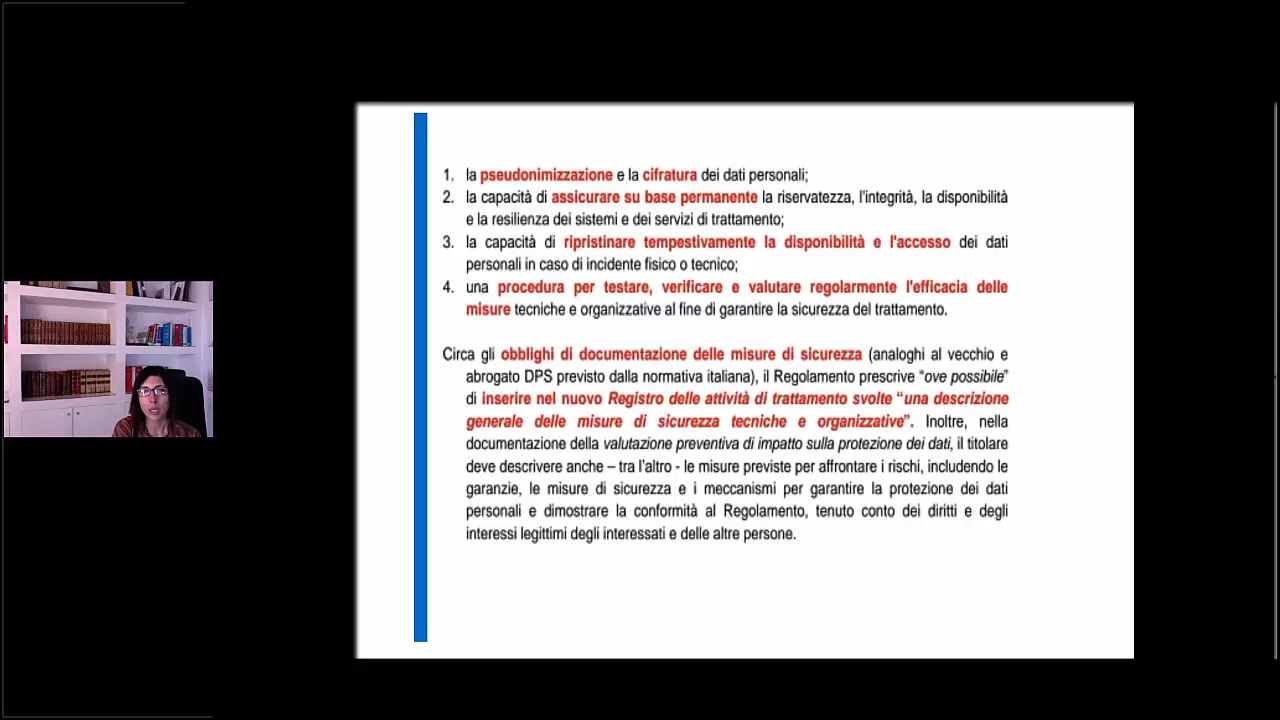 1. la pseudonimizzazione e la cifratura dei dati personali;
2. la capacità di assicurare su base permanente la riservatezza, l'integrità, la disponibilità
e la resilienza dei sistemi e dei servizi di trattamento;
3. la capacità di ripristinare tempestivamente la disponibilità e l'accesso dei dati
personali in caso di incidente fisico o tecnico;
4. una procedura per testare, verificare e valutare regolarmente l'efficacia delle
misure tecniche e organizzative al fine di garantire la sicurezza del trattamento.
Circa gli obblighi di documentazione delle misure di sicurezza (analoghi al vecchio e
abrogato DPS previsto dalla normativa italiana), il Regolamento prescrive “ove possibile”
di inserire nel nuovo Registro delle attività di trattamento svolte “una descrizione
generale delle misure di sicurezza tecniche e organizzative”. Inoltre, nella
documentazione della valutazione preventiva di impatto sulla protezione dei dati, il titolare
deve descrivere anche – tra l’altro - le misure previste per affrontare i rischi, includendo le
garanzie, le misure di sicurezza e i meccanismi per garantire la protezione dei dati
personali e dimostrare la conformità al Regolamento, tenuto conto dei diritti e degli
interessi legittimi degli interessati e delle altre persone.